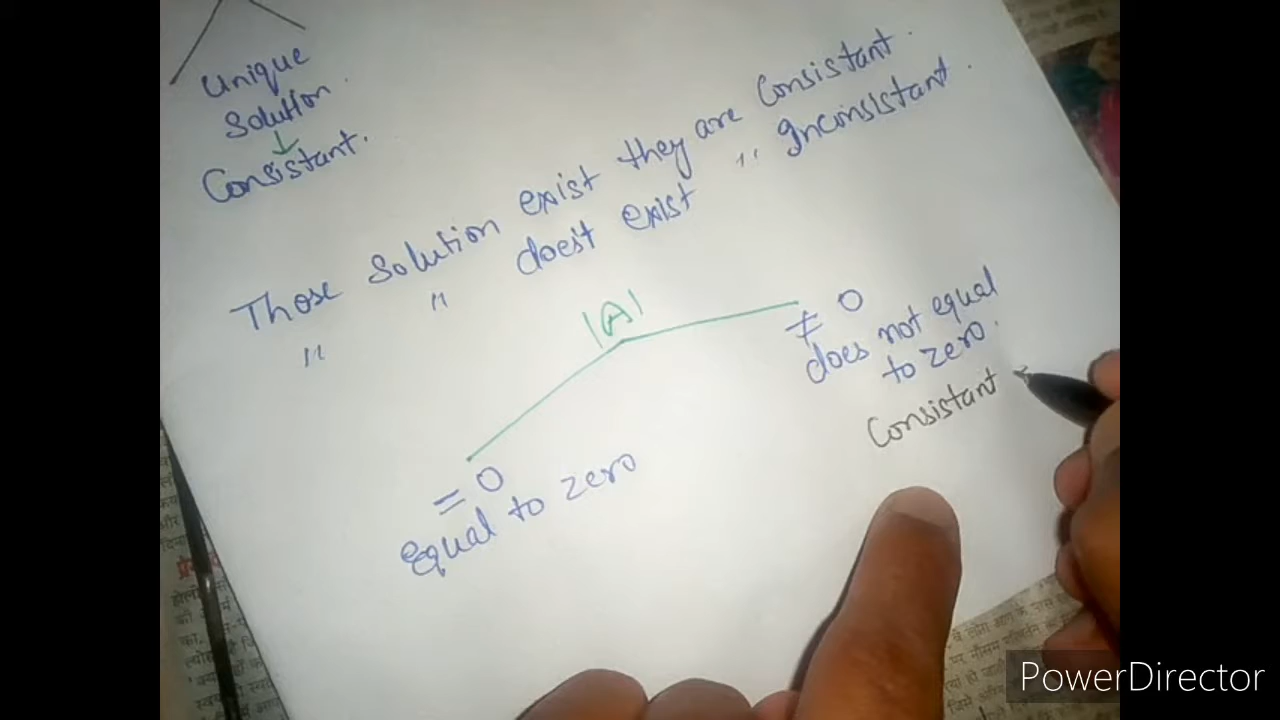 Unique
Solution.
↓
Consistant.
Those Solution exist they are Consistant.
" " does't exist " Inconsistant.
|A|
≠ 0
does not equal
to zero.
Consistant
= 0
equal to zero
PowerDirector